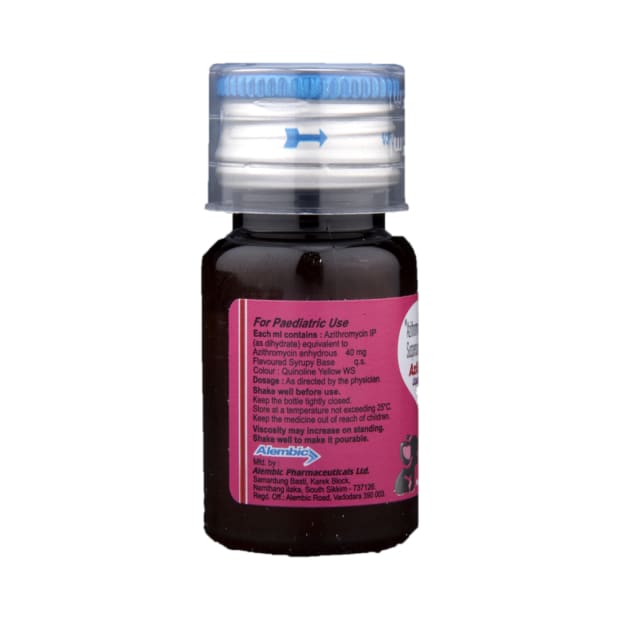 For Paediatric Use
Each ml contains : Azithromycin IP
(as dihydrate) equivalent to
Azithromycin anhydrous 40 mg
Flavoured Syrupy Base q.s.
Colour : Quinoline Yellow WS
Dosage : As directed by the physician
Shake well before use.
Keep the bottle tightly closed.
Store at a temperature not exceeding 25°C.
Keep the medicine out of reach of children.
Viscosity may increase on standing.
Shake well to make it pourable.
Alembic
Mfd. by :
Alembic Pharmaceuticals Ltd.
Samardung Basti, Karek Block,
Namthang ilaka, South Sikkim - 737126.
Regd. Off.: Alembic Road, Vadodara 390 003